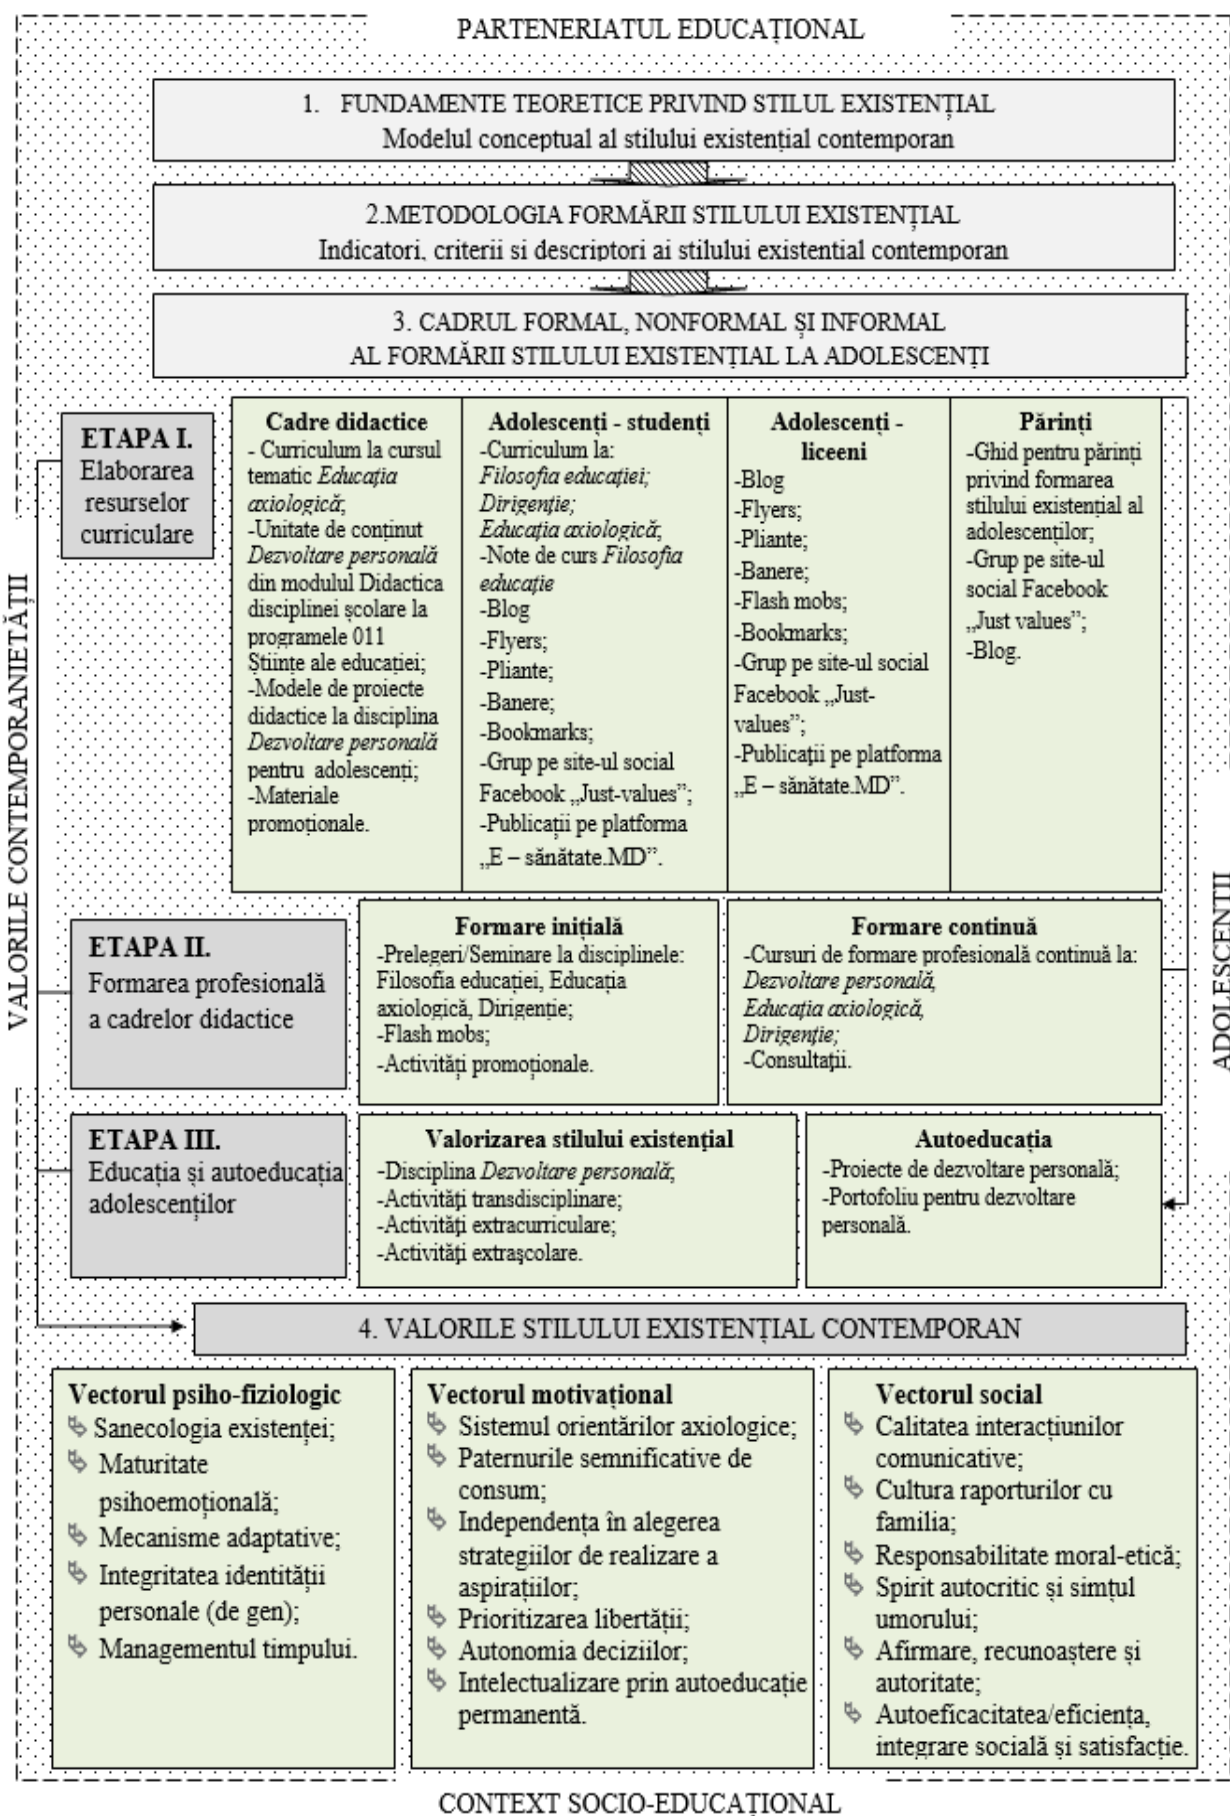 PARTENERIATUL EDUCAȚIONAL
1. FUNDAMENTE TEORETICE PRIVIND STILUL EXISTENȚIAL
Modelul conceptual al stilului existențial contemporan
2.METODOLOGIA FORMĂRII STILULUI EXISTENȚIAL
Indicatori, criterii si descriptori ai stilului existential contemporan
3. CADRUL FORMAL, NONFORMAL ȘI INFORMAL
AL FORMĂRII STILULUI EXISTENȚIAL LA ADOLESCENȚI
VALORILE CONTEMPORANIETĂȚII
ETAPA I.
Elaborarea
resurselor
curriculare
Cadre didactice
- Curriculum la cursul
tematic Educația
axiologică;
-Unitate de conținut
Dezvoltare personală
din modulul Didactica
disciplinei școlare la
programele 011
Științe ale educației;
-Modele de proiecte
didactice la disciplina
Dezvoltare personală
pentru adolescenți;
-Materiale
promoționale.
Adolescenți - studenți
-Curriculum la:
Filosofia educației;
Dirigenție;
Educația axiologică;
-Note de curs Filosofia
educație
-Blog
-Flyers;
-Pliante;
-Banere;
-Bookmarks;
-Grup pe site-ul social
Facebook „Just-values”;
-Publicații pe platforma
„E – sănătate.MD”.
Adolescenți -
liceeni
-Blog
-Flyers;
-Pliante;
-Banere;
-Flash mobs;
-Bookmarks;
-Grup pe site-ul social
Facebook „Just-
values”;
-Publicații pe platforma
„E – sănătate.MD”.
Părinți
-Ghid pentru părinți
privind formarea
stilului existențial al
adolescenților;
-Grup pe site-ul
social Facebook
„Just values”;
-Blog.
ADOLESCENȚII
ETAPA II.
Formarea profesională
a cadrelor didactice
Formare inițială
-Prelegeri/Seminare la disciplinele:
Filosofia educației, Educația
axiologică, Dirigenție;
-Flash mobs;
-Activități promoționale.
Formare continuă
-Cursuri de formare profesională continuă la:
Dezvoltare personală,
Educația axiologică,
Dirigenție;
-Consultații.
ETAPA III.
Educația și autoeducația
adolescenților
Valorizarea stilului existențial
-Disciplina Dezvoltare personală;
-Activități transdisciplinare;
-Activități extracurriculare;
-Activități extrașcolare.
Autoeducația
-Proiecte de dezvoltare personală;
-Portofoliu pentru dezvoltare
personală.
4. VALORILE STILULUI EXISTENȚIAL CONTEMPORAN
Vectorul psiho-fiziologic
Sanecologia existenței;
Maturitate
psihoemoțională;
Mecanisme adaptative;
Integritatea identității
personale (de gen);
Managementul timpului.
Vectorul motivațional
Sistemul orientărilor axiologice;
Paternurile semnificative de
consum;
Independența în alegerea
strategiilor de realizare a
aspirațiilor;
Prioritizarea libertății;
Autonomia deciziilor;
Intelectualizare prin autoeducație
permanentă.
Vectorul social
Calitatea interacțiunilor
comunicative;
Cultura raporturilor cu
familia;
Responsabilitate moral-etică;
Spirit autocritic și simțul
umorului;
Afirmare, recunoaștere și
autoritate;
Autoeficacitatea/eficiența,
integrare socială și satisfacție.
CONTEXT SOCIO-EDUCAȚIONAL